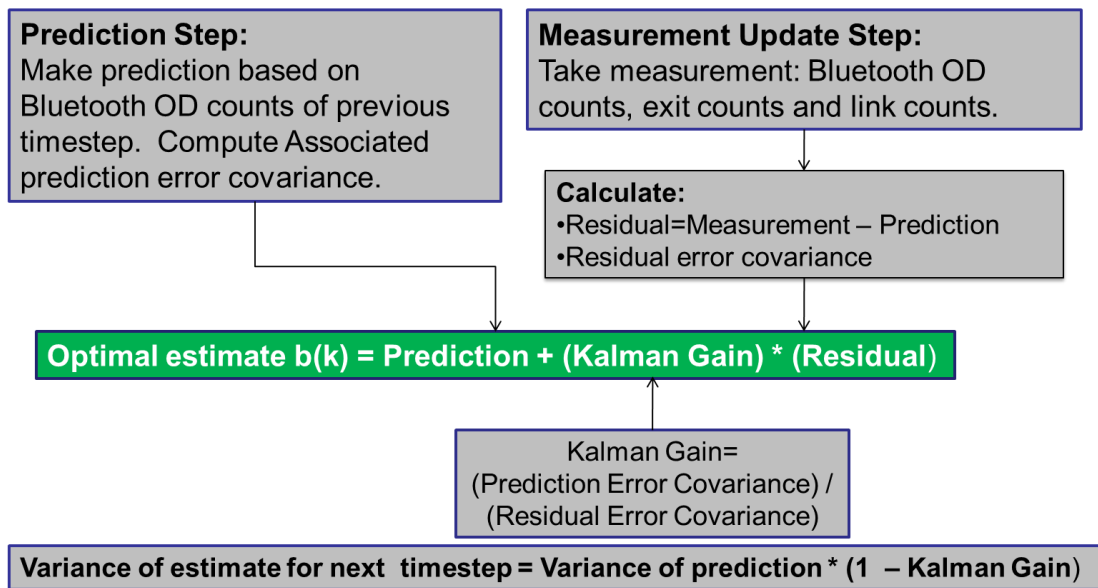 Prediction Step:
Make prediction based on
Bluetooth OD counts of previous
timestep.  Compute Associated
prediction error covariance.
Measurement Update Step:
Take measurement: Bluetooth OD
counts, exit counts and link counts.
Calculate:
•Residual=Measurement – Prediction
•Residual error covariance
Optimal estimate b(k) = Prediction + (Kalman Gain) * (Residual)
Kalman Gain=
(Prediction Error Covariance) /
(Residual Error Covariance)
Variance of estimate for next  timestep = Variance of prediction * (1  – Kalman Gain)